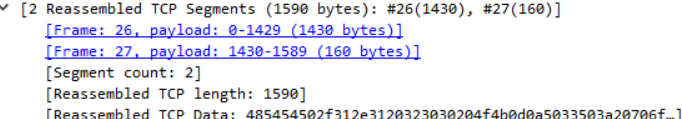 [2 Reassembled TCP Segments (1590 bytes): #26(1430), #27(160)]
[Frame: 26, payload: 0-1429 (1430 bytes)]
[Frame: 27, payload: 1430-1589 (160 bytes)]
[Segment count: 2]
[Reassembled TCP length: 1590]
[Reassembled TCP Data: 485454502f312e3120323030204f4b0d0a5033503a20706f…]